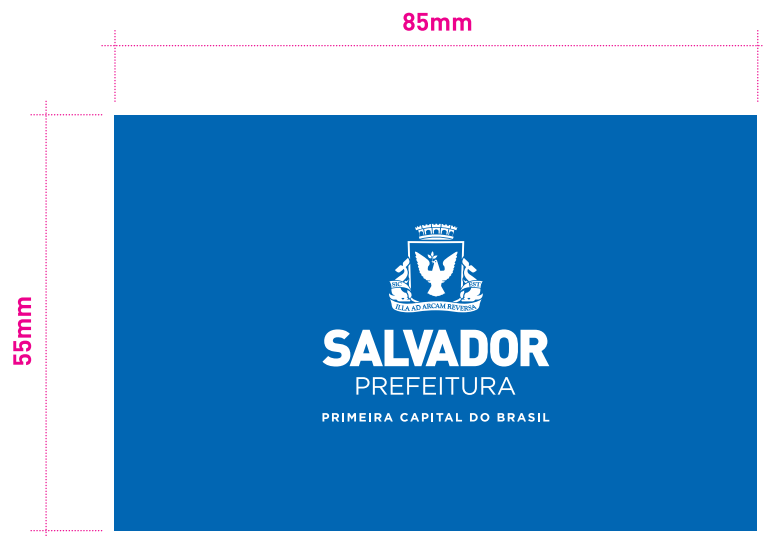 85mm
55mm
SIC EST
ILLA AD ARCAM REVERSA
SALVADOR
PREFEITURA
PRIMEIRA CAPITAL DO BRASIL